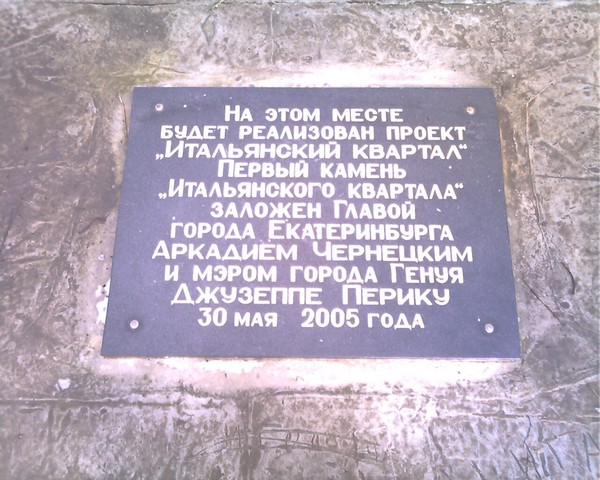 На этом месте
будет реализован проект
„Итальянский квартал“
Первый камень
„Итальянского квартала“
заложен Главой
города Екатеринбурга
Аркадием Чернецким
и мэром города Генуя
Джузеппе Перику
30 мая 2005 года